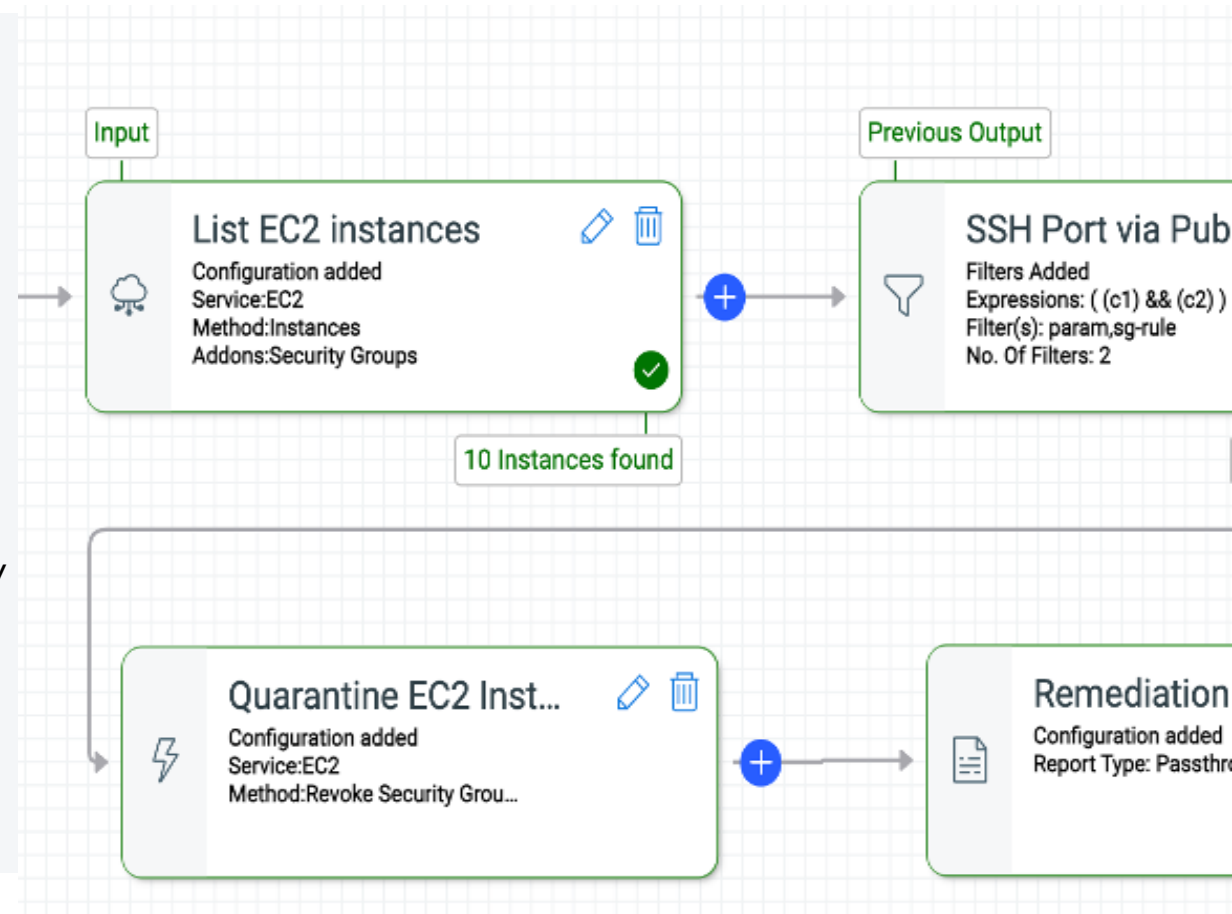 Input
Previous Output
List EC2 instances
Configuration added
Service:EC2
Method:Instances
Addons:Security Groups
SSH Port via Pub
Filters Added
Expressions: ( (c1) && (c2) )
Filter(s): param,sg-rule
No. Of Filters: 2
10 Instances found
Quarantine EC2 Inst...
Configuration added
Service:EC2
Method:Revoke Security Grou...
Remediation
Configuration added
Report Type: Passthr